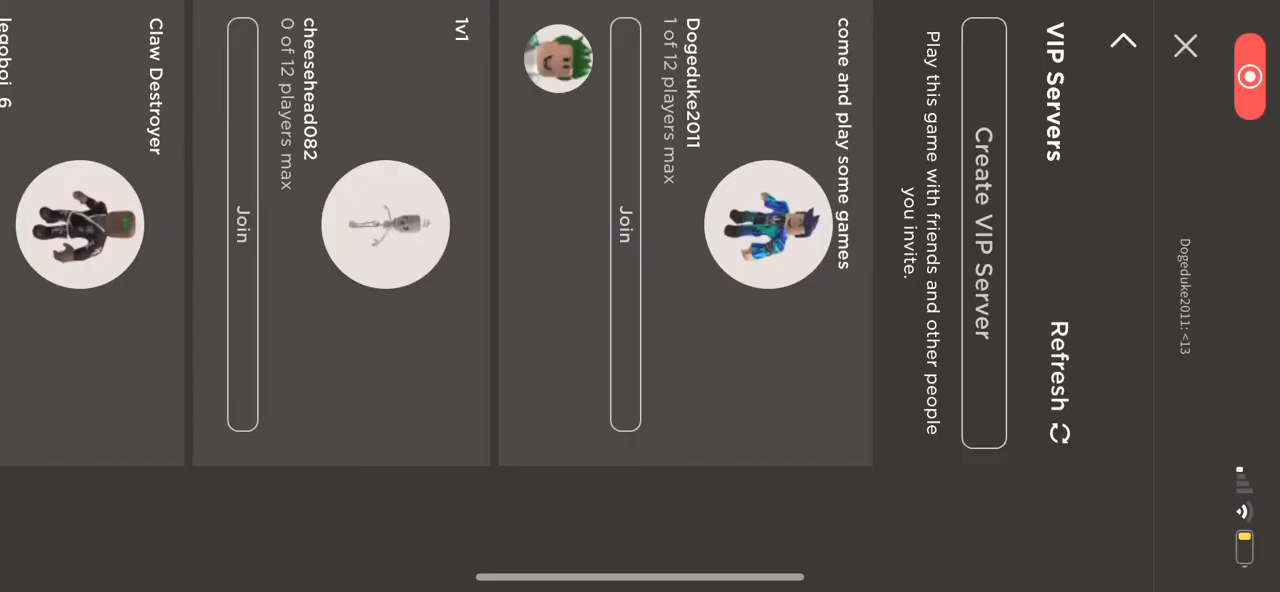 Dogeduke2011: <13
VIP Servers
Refresh
Create VIP Server
Play this game with friends and other people
you invite.
come and play some games
Dogeduke2011
1 of 12 players max
Join
1v1
cheesehead082
0 of 12 players max
Join
Claw Destroyer
legoboi_6